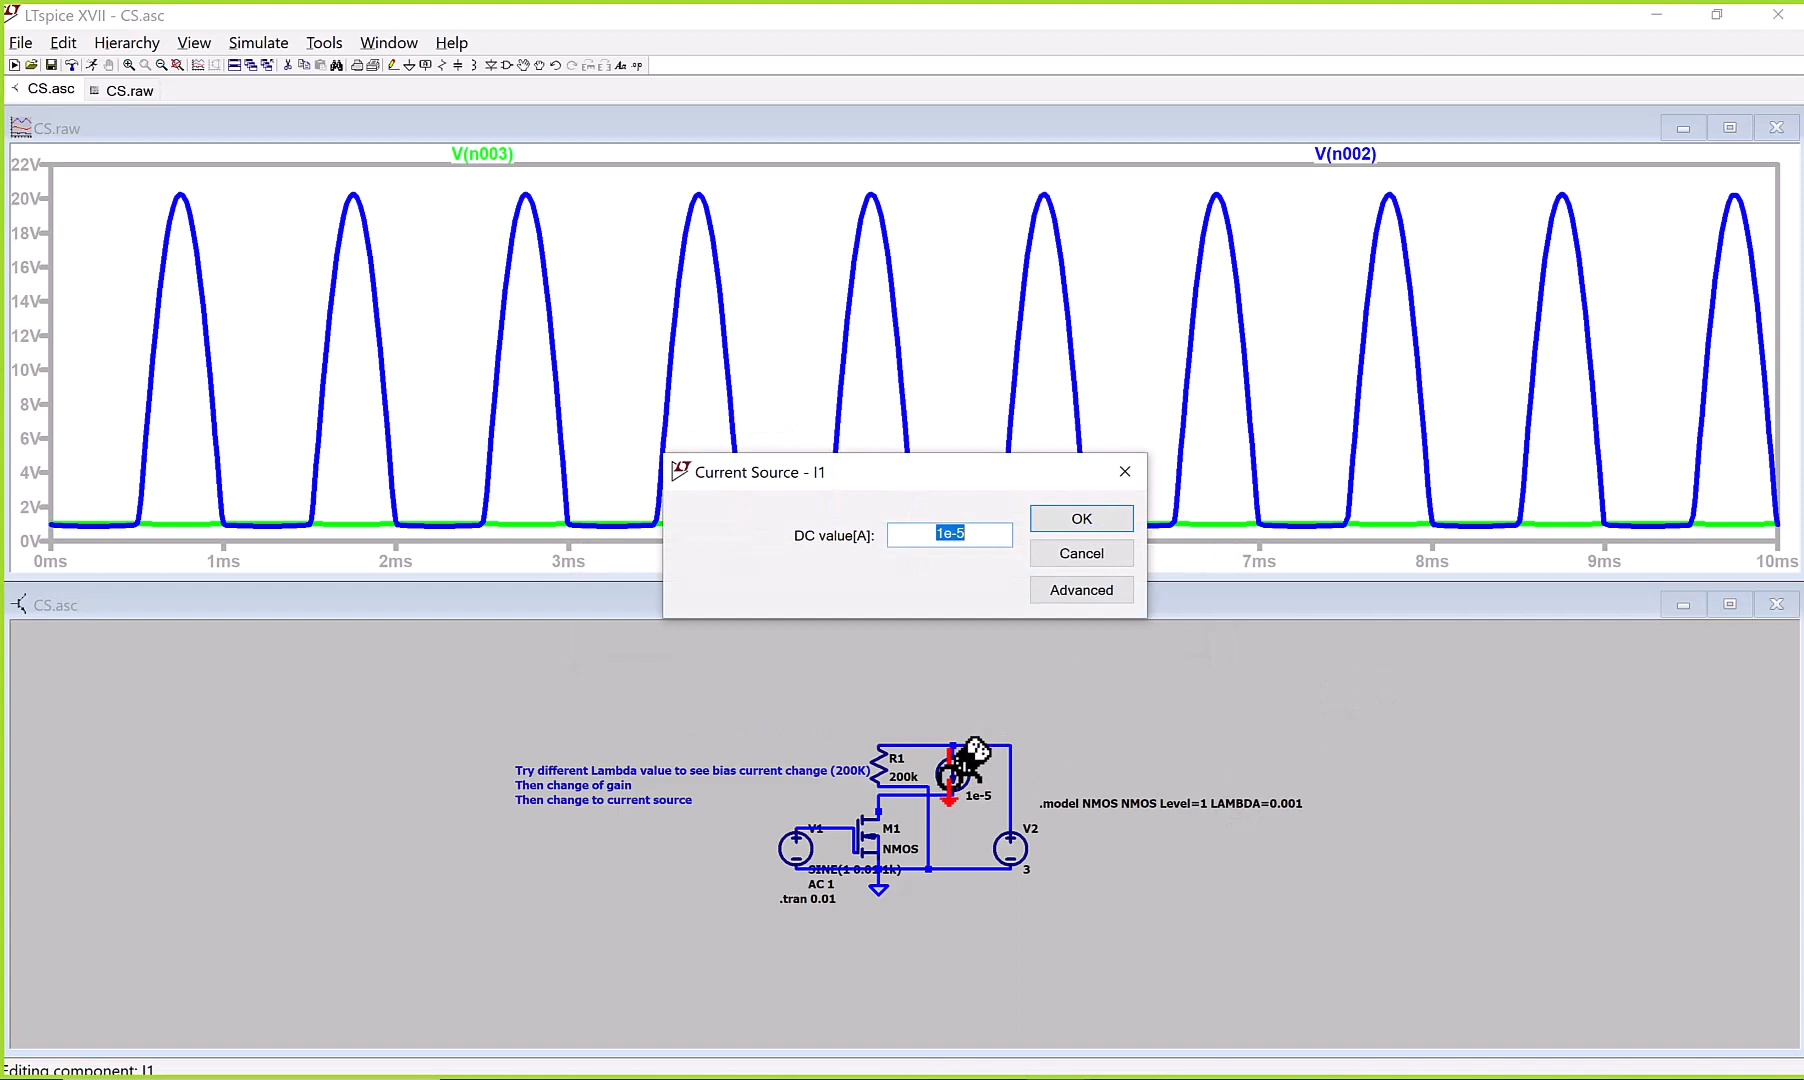 LTspice XVII - CS.asc
File Edit Hierarchy View Simulate Tools Window Help
CS.asc CS.raw
CS.raw
V(n003) V(n002)
22V
20V
18V
16V
14V
12V
10V
8V
6V
4V
2V
0V
0ms 1ms 2ms 3ms 7ms 8ms 9ms 10ms
Current Source - I1
DC value[A]: 1e-5
OK
Cancel
Advanced
CS.asc
Try different Lambda value to see bias current change (200K)
Then change of gain
Then change to current source
R1
200k
1e-5
.model NMOS NMOS Level=1 LAMBDA=0.001
V1
M1
NMOS
V2
3
SINE(1 0.01 1k)
AC 1
.tran 0.01
Editing component: I1